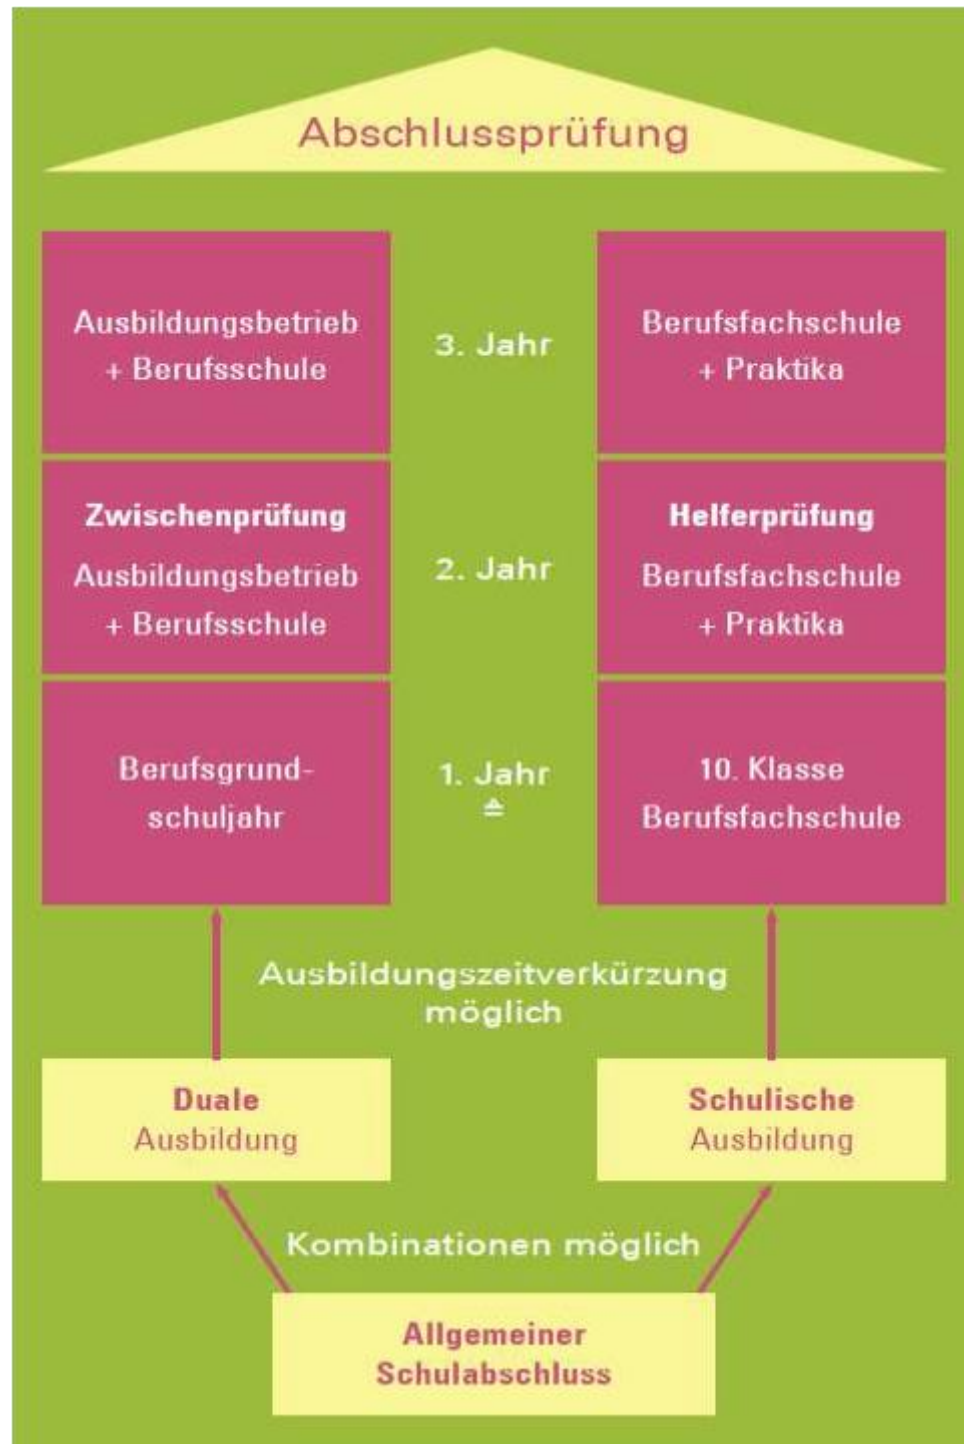 Abschlussprüfung
Ausbildungsbetrieb
+ Berufsschule
3. Jahr
Berufsfachschule
+ Praktika
Zwischenprüfung
Ausbildungsbetrieb
+ Berufsschule
2. Jahr
Helferprüfung
Berufsfachschule
+ Praktika
Berufsgrund-
schuljahr
1. Jahr
≙
10. Klasse
Berufsfachschule
Ausbildungszeitverkürzung
möglich
Duale
Ausbildung
Schulische
Ausbildung
Kombinationen möglich
Allgemeiner
Schulabschluss